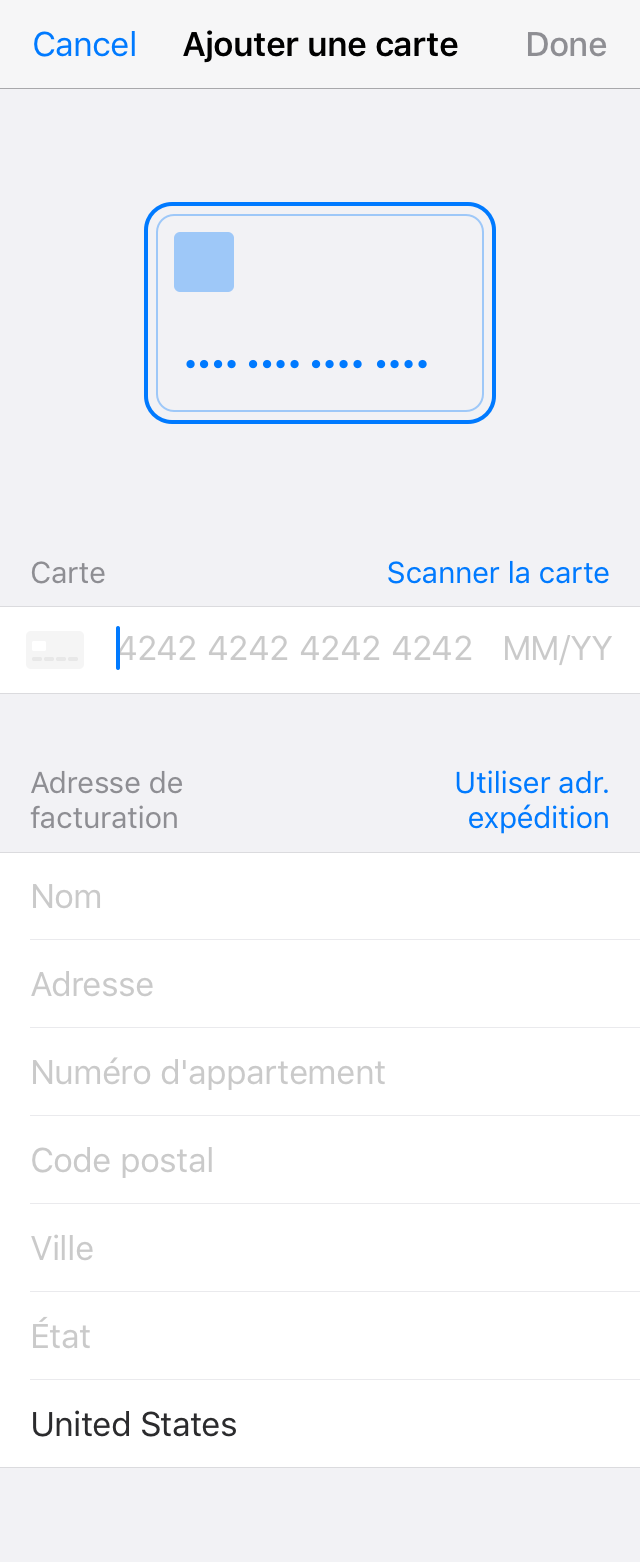 Cancel Ajouter une carte Done
Carte Scanner la carte
4242 4242 4242 4242 MM/YY
Adresse de Utiliser adr.
facturation expédition
Nom
Adresse
Numéro d'appartement
Code postal
Ville
État
United States